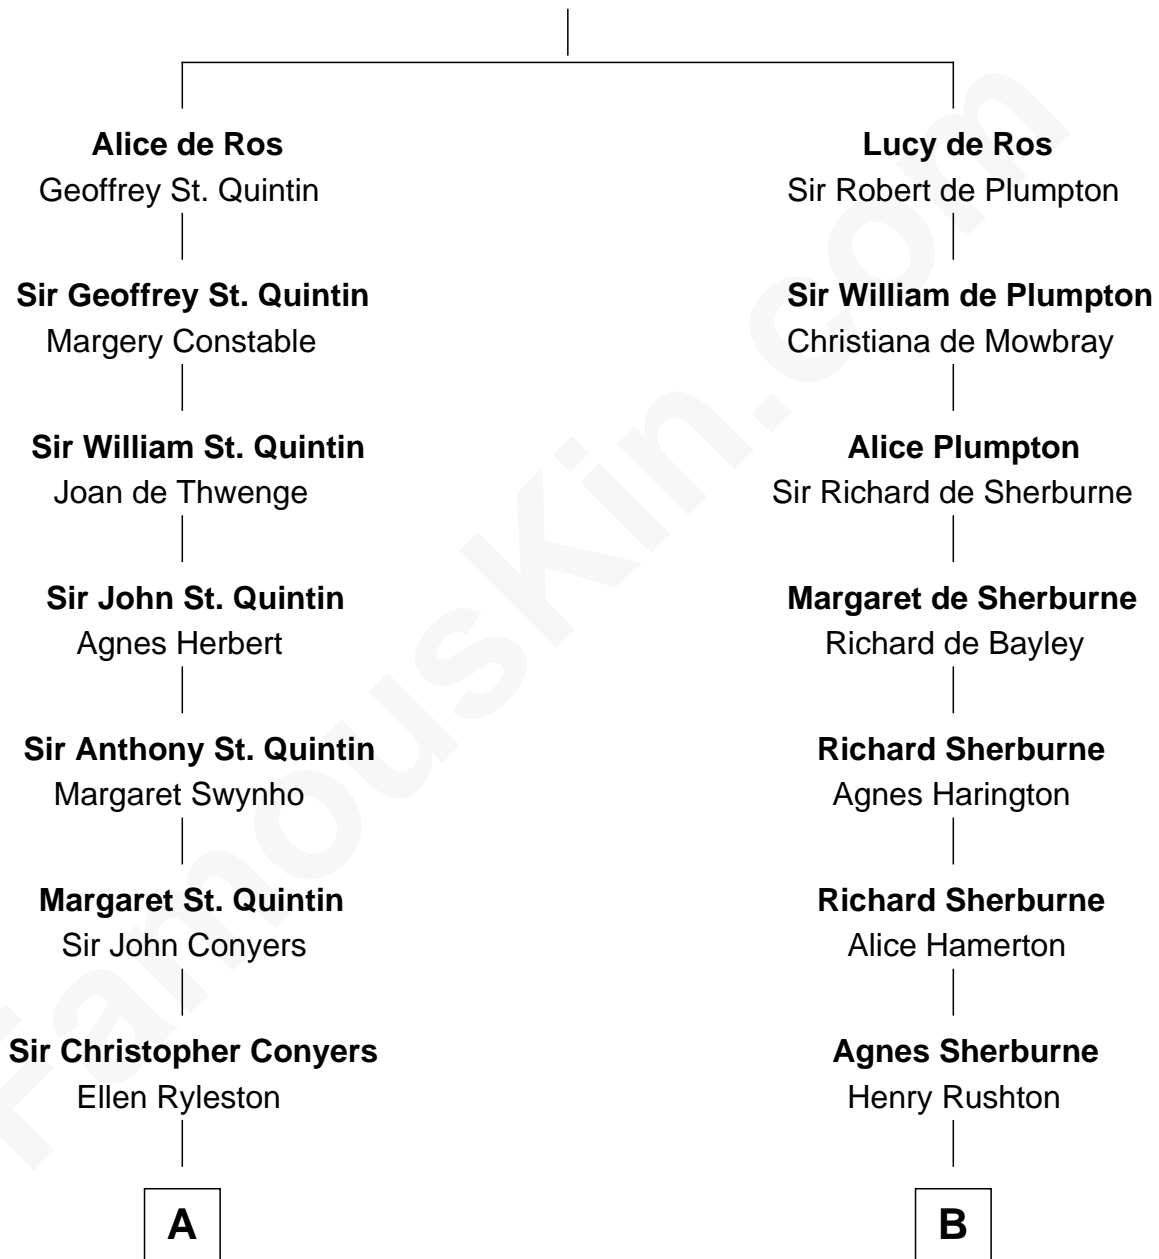 Alice de Ros
Geoffrey St. Quintin
Sir Geoffrey St. Quintin
Margery Constable
Sir William St. Quintin
Joan de Thwenge
Sir John St. Quintin
Agnes Herbert
Sir Anthony St. Quintin
Margaret Swynho
Margaret St. Quintin
Sir John Conyers
Sir Christopher Conyers
Ellen Ryleston
A
Lucy de Ros
Sir Robert de Plumpton
Sir William de Plumpton
Christiana de Mowbray
Alice Plumpton
Sir Richard de Sherburne
Margaret de Sherburne
Richard de Bayley
Richard Sherburne
Agnes Harington
Richard Sherburne
Alice Hamerton
Agnes Sherburne
Henry Rushton
B
FamousKin.com